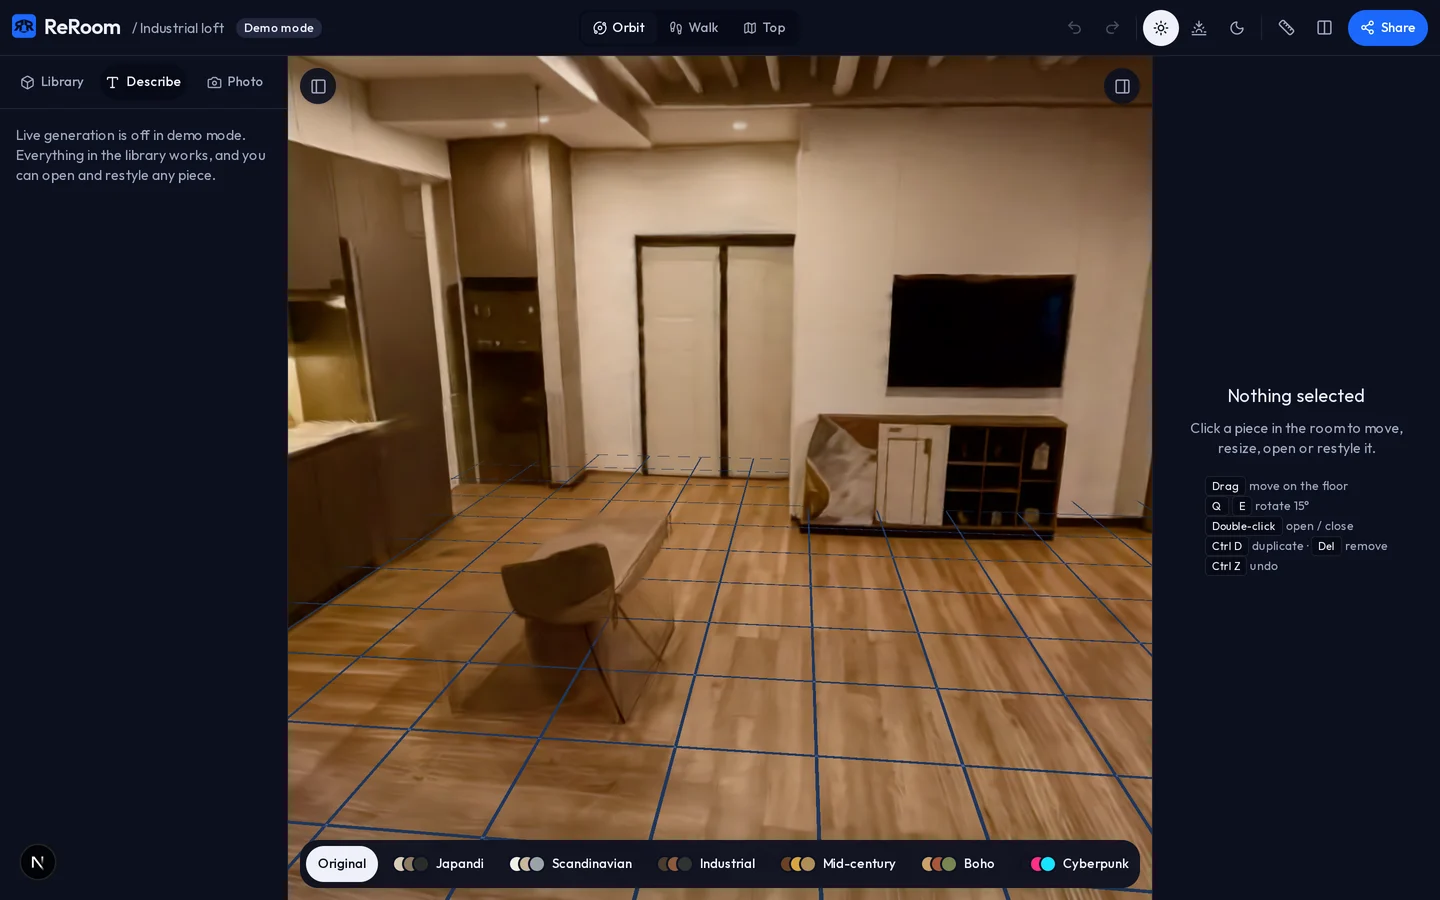 ReRoom / Industrial loft Demo mode Orbit Walk Top Share
Library Describe Photo
Live generation is off in demo mode.
Everything in the library works, and you
can open and restyle any piece.
Nothing selected
Click a piece in the room to move,
resize, open or restyle it.
Drag move on the floor
Q E rotate 15°
Double-click open / close
Ctrl D duplicate · Del remove
Ctrl Z undo
N
Original Japandi Scandinavian Industrial Mid-century Boho Cyberpunk